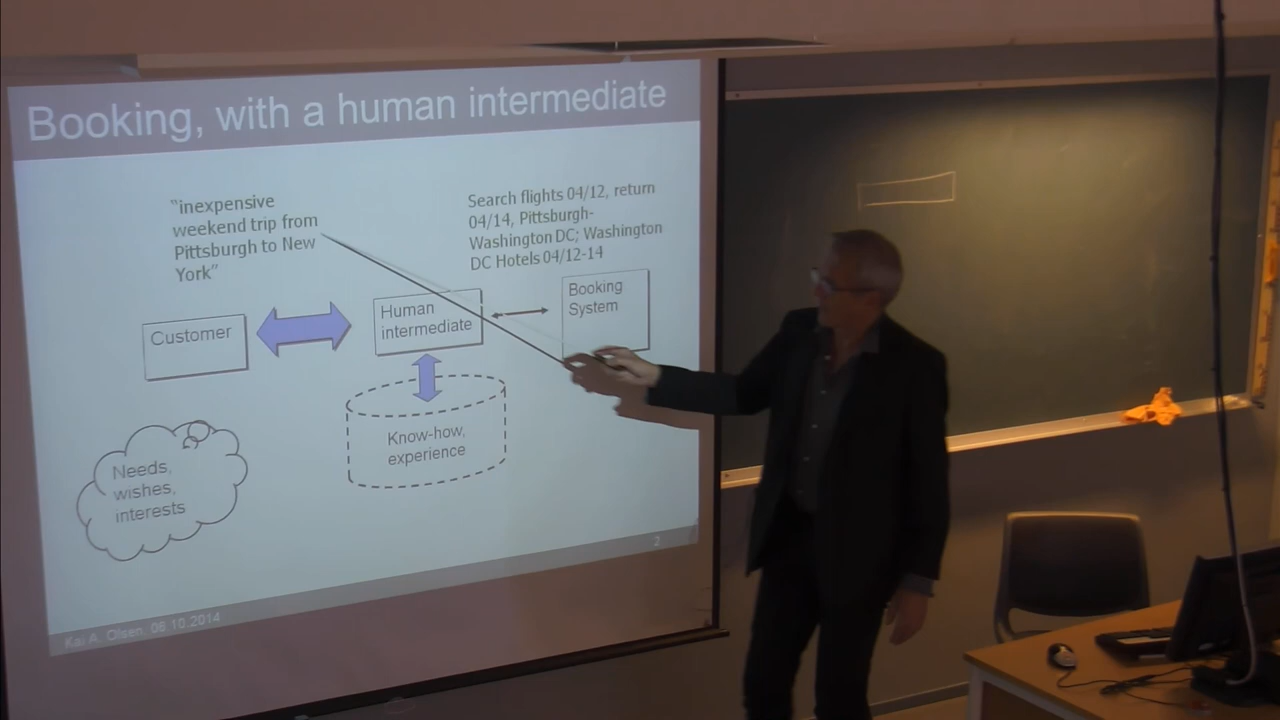 Booking, with a human intermediate
"inexpensive
weekend trip from
Pittsburgh to New
York"
Search flights 04/12, return
04/14, Pittsburgh-
Washington DC; Washington
DC Hotels 04/12-14
Customer
Human
intermediate
Booking
System
Know-how,
experience
Needs,
wishes,
interests
2
Kai A. Olsen, 06.10.2014